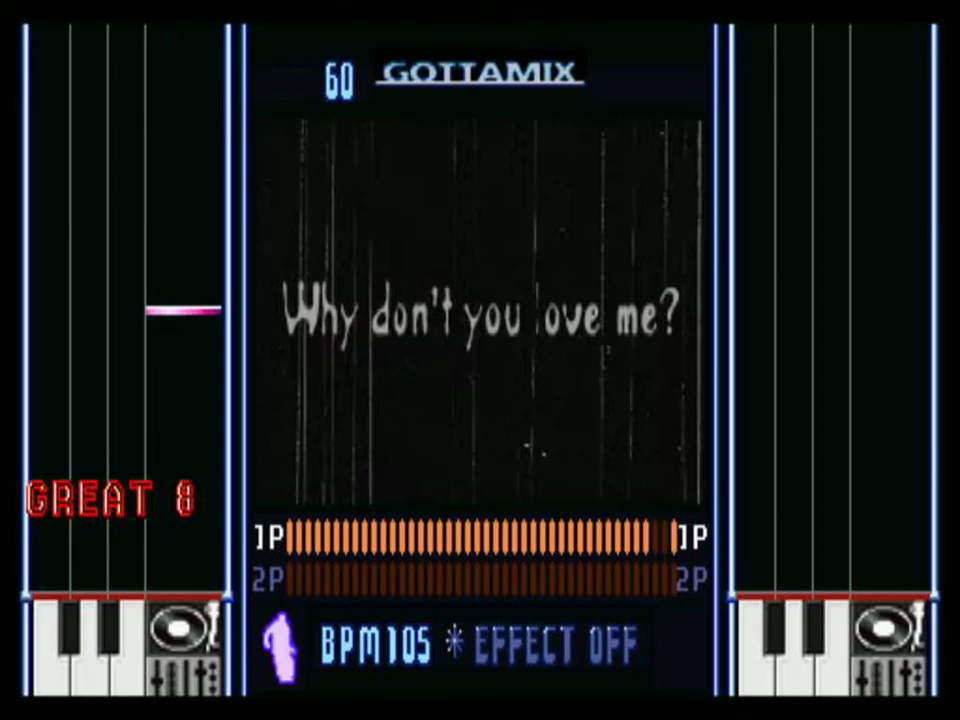 60 GOTTAMIX
Why don't you love me?
GREAT 8
1P 1P
2P 2P
BPM105 * EFFECT OFF